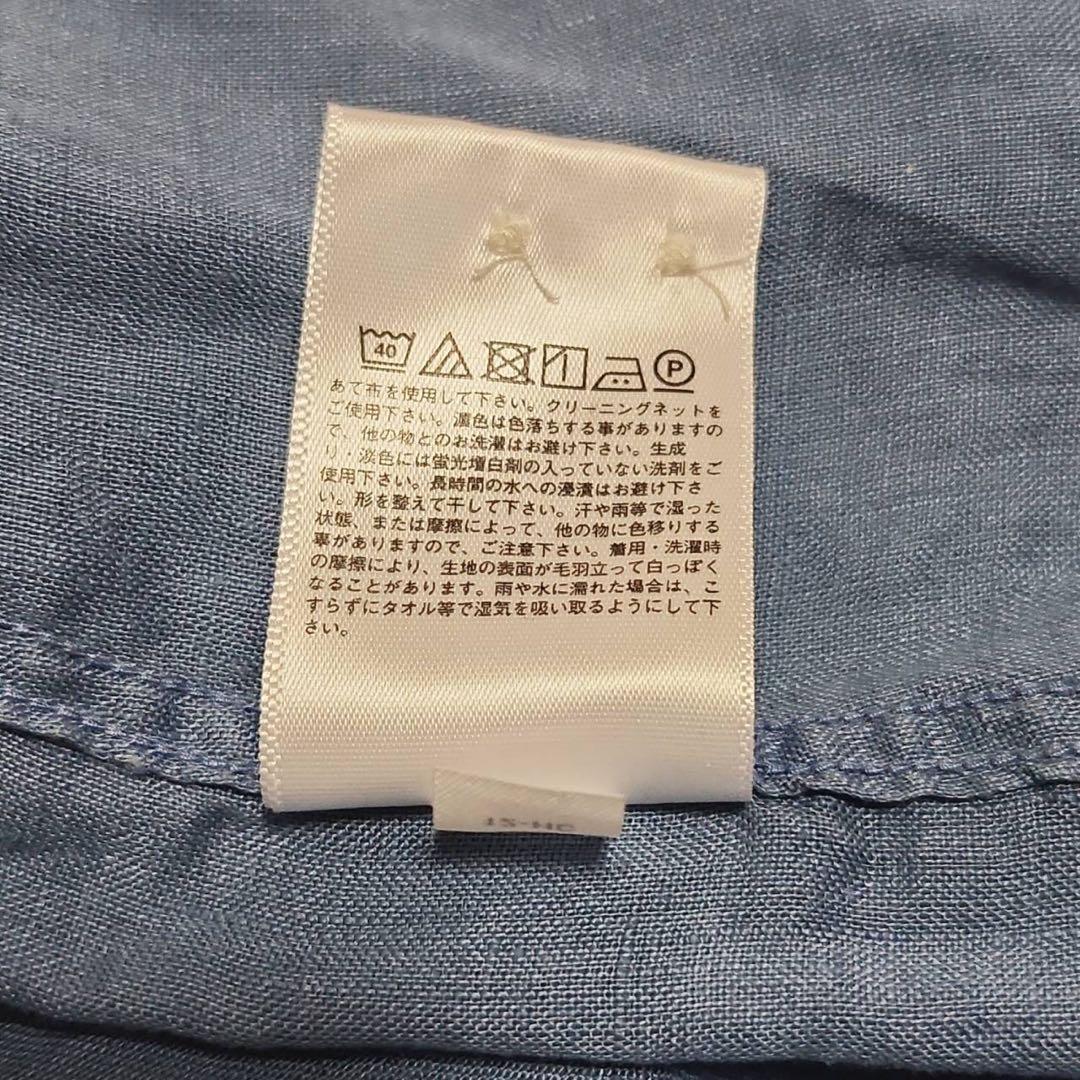 40
P
あて布を使用して下さい。クリーニングネットを
ご使用下さい。濃色は色落ちする事がありますの
で、他の物とのお洗濯はお避け下さい。生成
り・淡色には蛍光増白剤の入っていない洗剤をご
使用下さい。長時間の水への浸漬はお避け下さ
い。形を整えて干して下さい。汗や雨等で湿った
状態、または摩擦によって、他の物に色移りする
事がありますので、ご注意下さい。着用・洗濯時
の摩擦により、生地の表面が毛羽立って白っぽく
なることがあります。雨や水に濡れた場合は、こ
すらずにタオル等で湿気を吸い取るようにして下
さい。